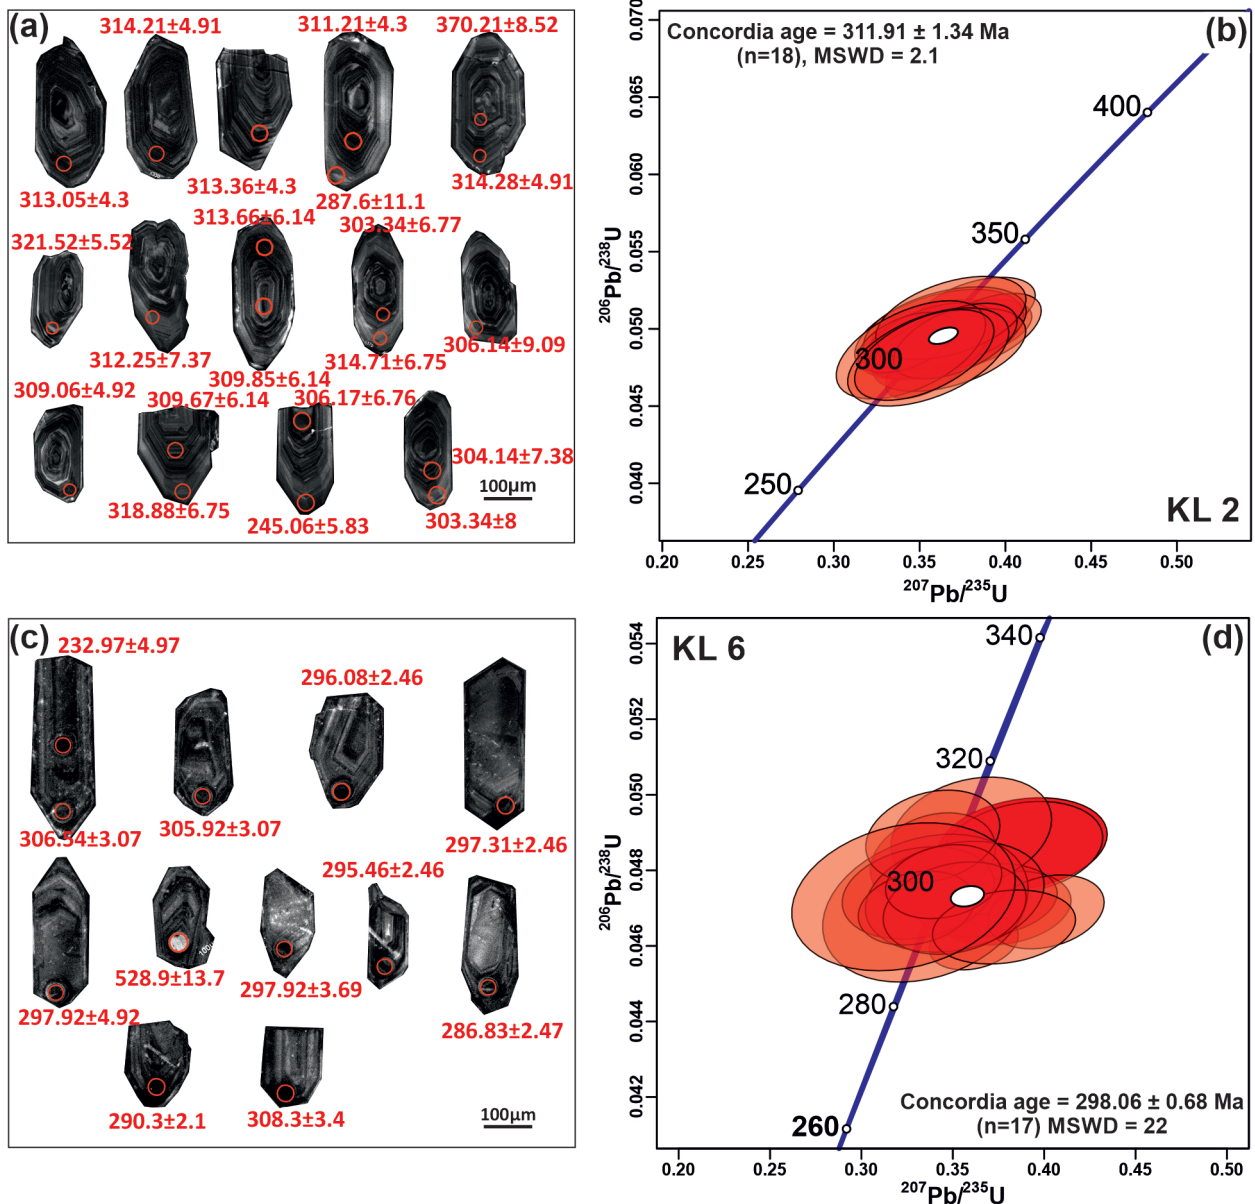 (a)
314.21±4.91
311.21±4.3
370.21±8.52
313.05±4.3
313.36±4.3
287.6±11.1
314.28±4.91
321.52±5.52
313.66±6.14
303.34±6.77
312.25±7.37
309.85±6.14
314.71±6.75
306.14±9.09
309.06±4.92
309.67±6.14
306.17±6.76
304.14±7.38
318.88±6.75
245.06±5.83
303.34±8
100µm
(b)
Concordia age = 311.91 ± 1.34 Ma
(n=18), MSWD = 2.1
400
350
300
250
KL 2
0.070
0.065
0.060
0.055
0.050
0.045
0.040
²⁰⁶Pb/²³⁸U
0.20 0.25 0.30 0.35 0.40 0.45 0.50
²⁰⁷Pb/²³⁵U
(c)
232.97±4.97
296.08±2.46
306.54±3.07
305.92±3.07
297.31±2.46
295.46±2.46
297.92±4.92
528.9±13.7
297.92±3.69
286.83±2.47
290.3±2.1
308.3±3.4
100µm
100µ
KL 6
(d)
340
320
300
280
260
0.054
0.052
0.050
0.048
0.046
0.044
0.042
²⁰⁶Pb/²³⁸U
Concordia age = 298.06 ± 0.68 Ma
(n=17) MSWD = 22
0.20 0.25 0.30 0.35 0.40 0.45 0.50
²⁰⁷Pb/²³⁵U